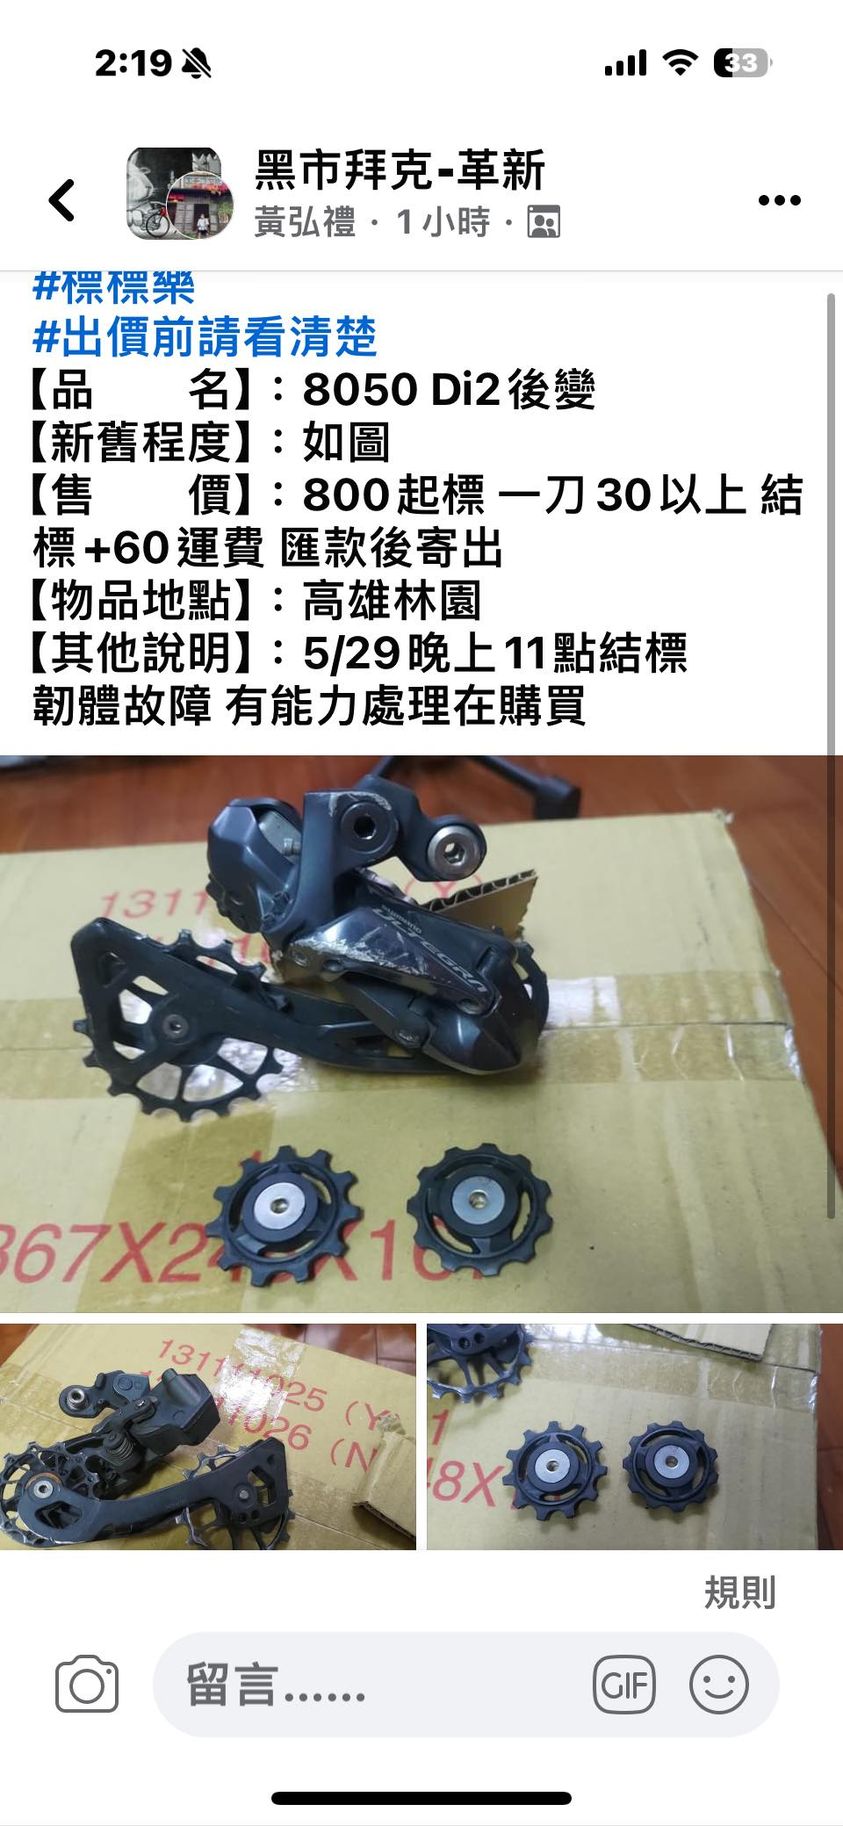 2:19
33
黑市拜克-革新
黃弘禮 · 1 小時 ·
#標標樂
#出價前請看清楚
【品　　名】：8050 Di2後變
【新舊程度】：如圖
【售　　價】：800起標 一刀30以上 結
標+60運費 匯款後寄出
【物品地點】：高雄林園
【其他說明】：5/29晚上11點結標
韌體故障 有能力處理在購買
SHIMANO
ULTEGRA
規則
留言......
GIF